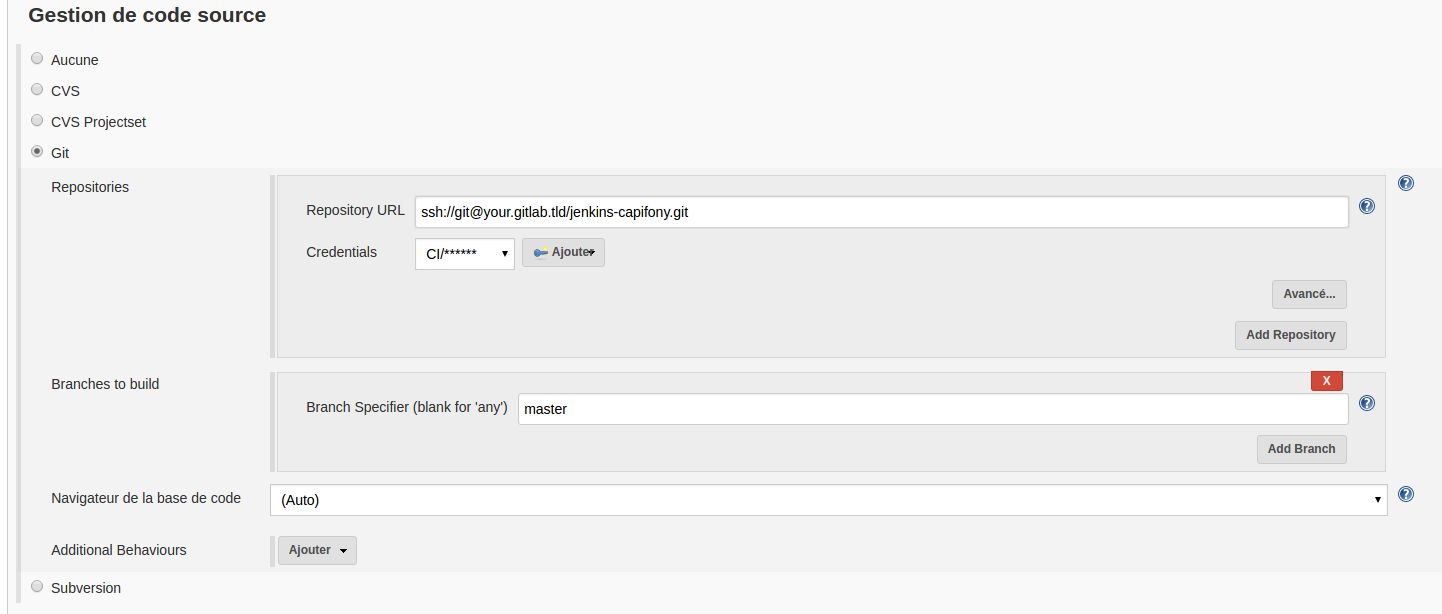 Gestion de code source
Aucune
CVS
CVS Projectset
Git
Repositories
Repository URL ssh://git@your.gitlab.tld/jenkins-capifony.git
Credentials CI/****** Ajouter
Avancé...
Add Repository
Branches to build
X
Branch Specifier (blank for 'any') master
Add Branch
Navigateur de la base de code (Auto)
Additional Behaviours Ajouter
Subversion